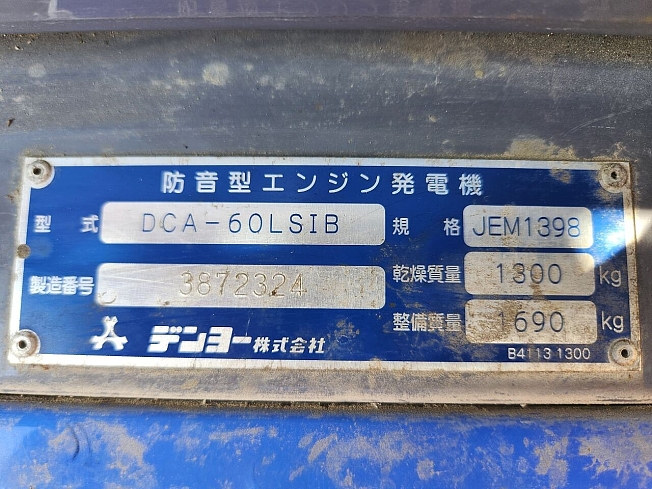 防音型エンジン発電機
型式 DCA-60LSIB 規格 JEM1398
製造番号 3872324 乾燥質量 1300 kg
整備質量 1690 kg
デンヨー株式会社 B4113 1300